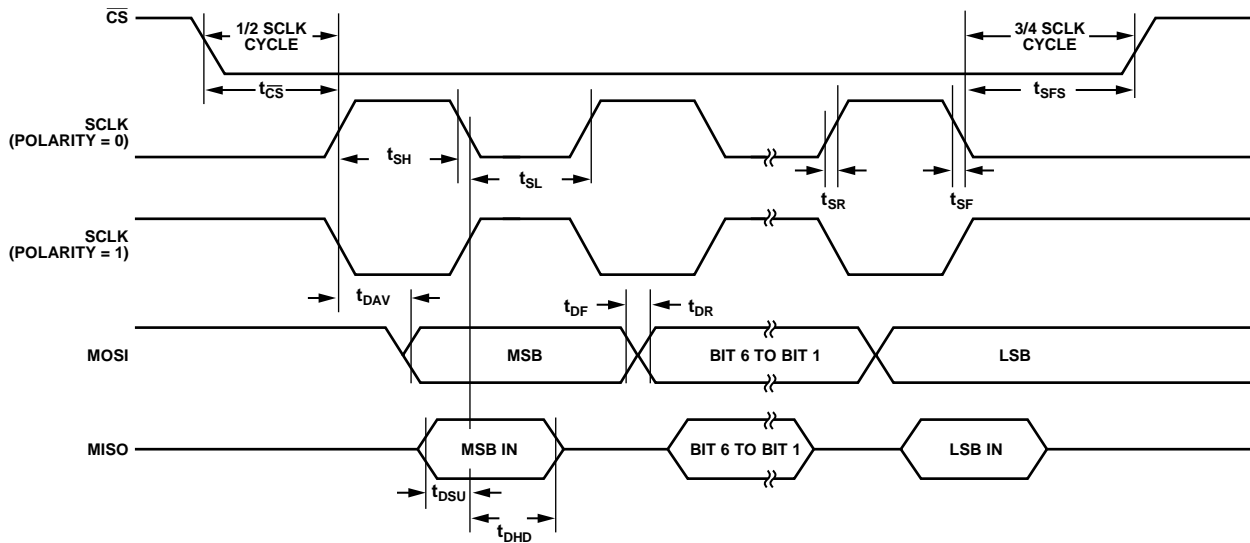 CS
1/2 SCLK
CYCLE
3/4 SCLK
CYCLE
tCS
tSFS
SCLK
(POLARITY = 0)
tSH
tSL
tSR
tSF
SCLK
(POLARITY = 1)
tDAV
tDF
tDR
MOSI
MSB
BIT 6 TO BIT 1
LSB
MISO
MSB IN
BIT 6 TO BIT 1
LSB IN
tDSU
tDHD